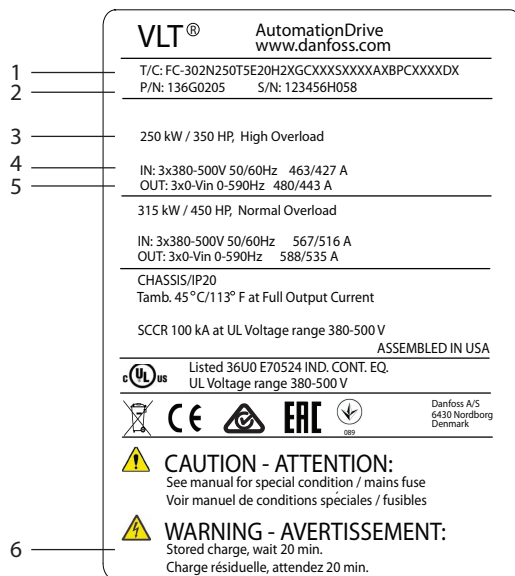 VLT® AutomationDrive
www.danfoss.com
1 T/C: FC-302N250T5E20H2XGCXXXSXXXXAXBPCXXXXDX
2 P/N: 136G0205 S/N: 123456H058
3 250 kW / 350 HP, High Overload
4 IN: 3x380-500V 50/60Hz 463/427 A
5 OUT: 3x0-Vin 0-590Hz 480/443 A
315 kW / 450 HP, Normal Overload
IN: 3x380-500V 50/60Hz 567/516 A
OUT: 3x0-Vin 0-590Hz 588/535 A
CHASSIS/IP20
Tamb. 45°C/113° F at Full Output Current
SCCR 100 kA at UL Voltage range 380-500 V
ASSEMBLED IN USA
c UL us Listed 36U0 E70524 IND. CONT. EQ.
UL Voltage range 380-500 V
CE EAC 089
Danfoss A/S
6430 Nordborg
Denmark
CAUTION - ATTENTION:
See manual for special condition / mains fuse
Voir manuel de conditions spéciales / fusibles
WARNING - AVERTISSEMENT:
6 Stored charge, wait 20 min.
Charge résiduelle, attendez 20 min.